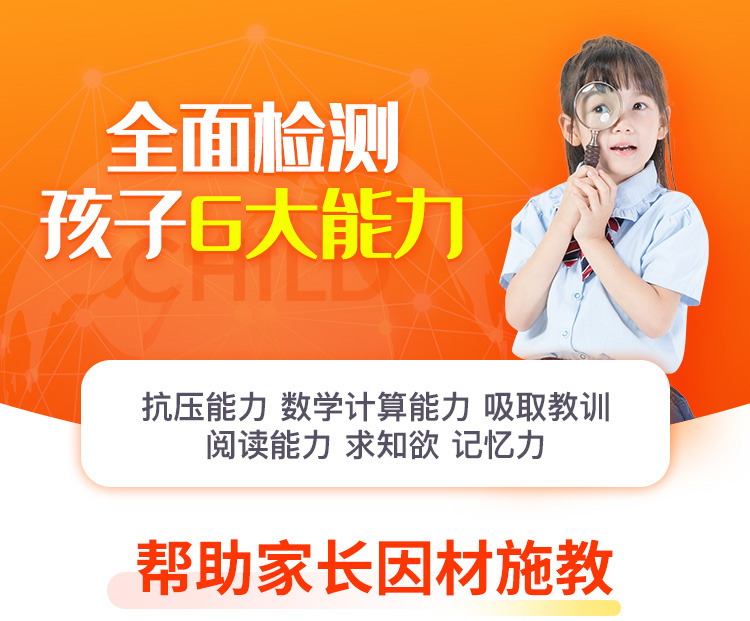 全面检测
孩子6大能力
CHILD
抗压能力 数学计算能力 吸取教训
阅读能力 求知欲 记忆力
帮助家长因材施教